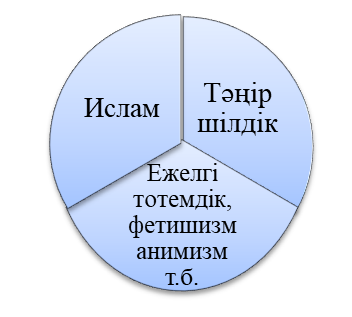 Ислам
Тәңір
шілдік
Ежелгі
тотемдік,
фетишизм
анимизм
т.б.